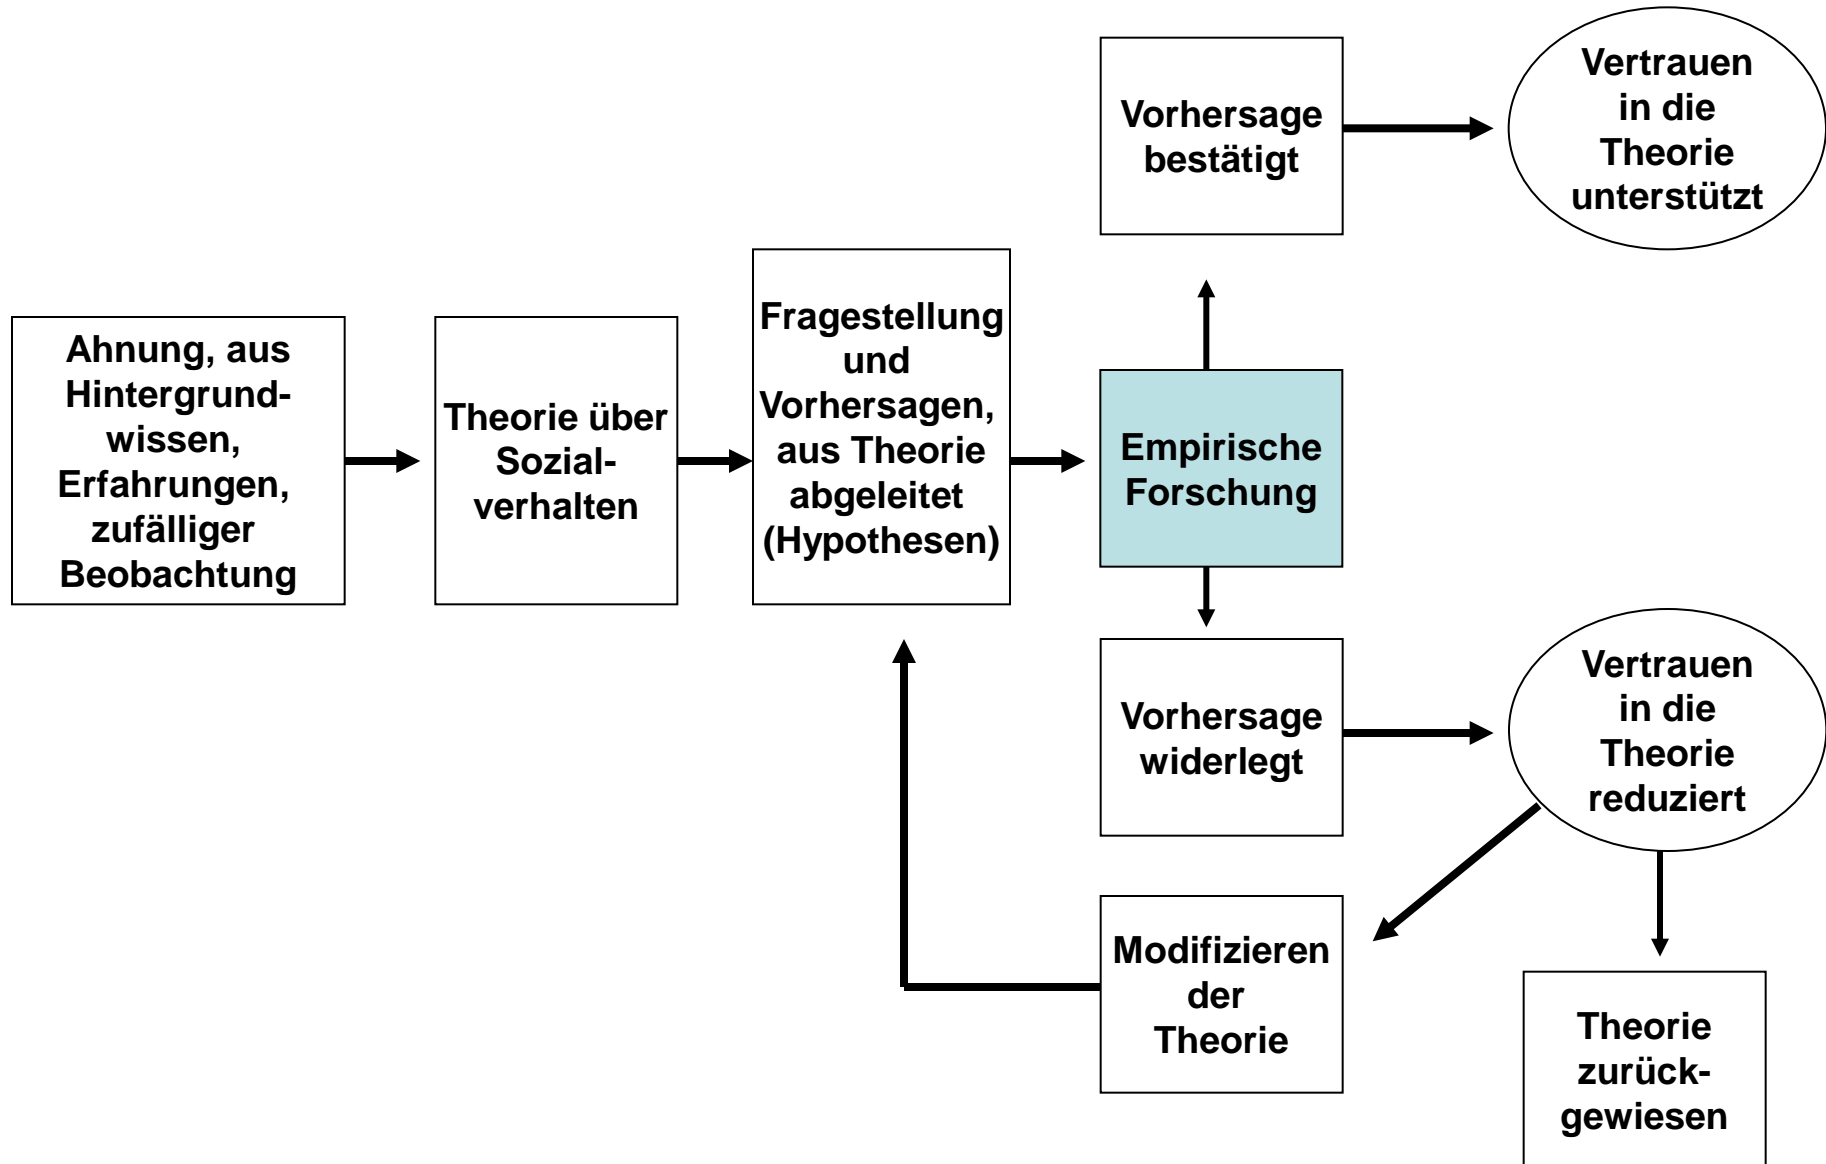 Ahnung, aus
Hintergrund-
wissen,
Erfahrungen,
zufälliger
Beobachtung
Theorie über
Sozial-
verhalten
Fragestellung
und
Vorhersagen,
aus Theorie
abgeleitet
(Hypothesen)
Empirische
Forschung
Vorhersage
bestätigt
Vertrauen
in die
Theorie
unterstützt
Vorhersage
widerlegt
Vertrauen
in die
Theorie
reduziert
Modifizieren
der
Theorie
Theorie
zurück-
gewiesen